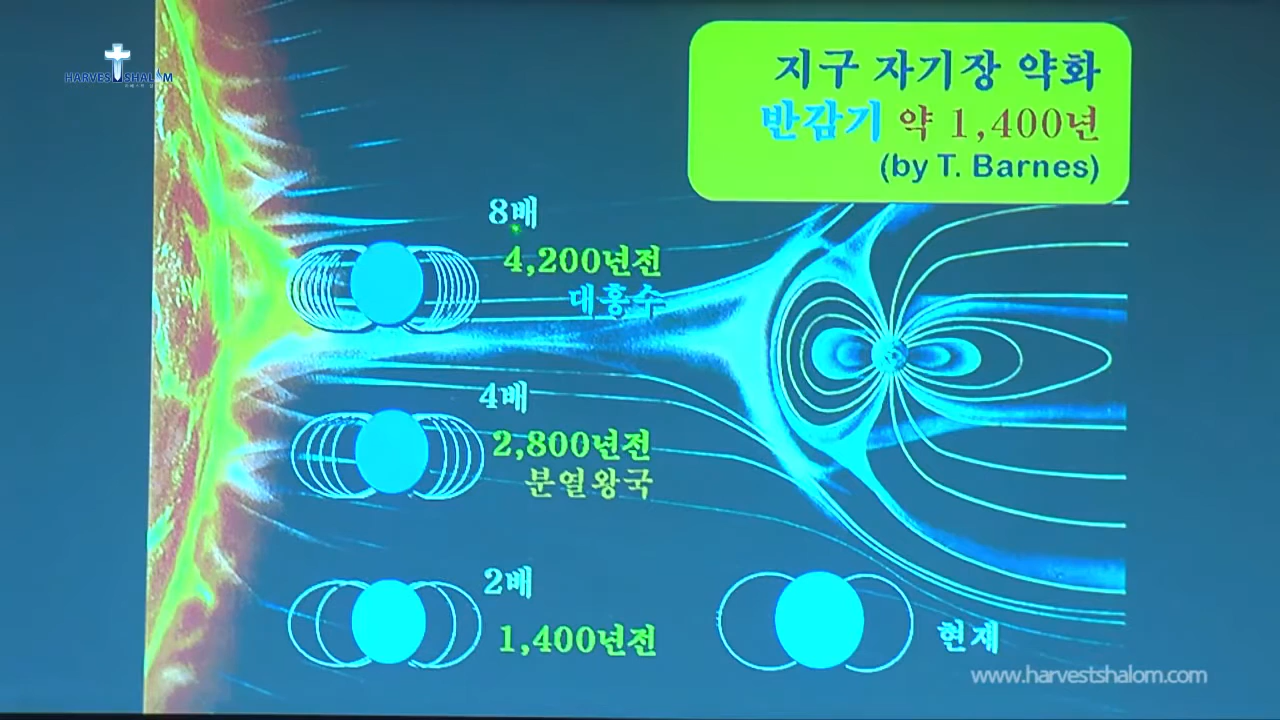 HARVEST SHALOM
지구 자기장 약화
반감기 약 1,400년
(by T. Barnes)
8배
4,200년전
대홍수
4배
2,800년전
분열왕국
2배
1,400년전
현재
www.harvestshalom.com